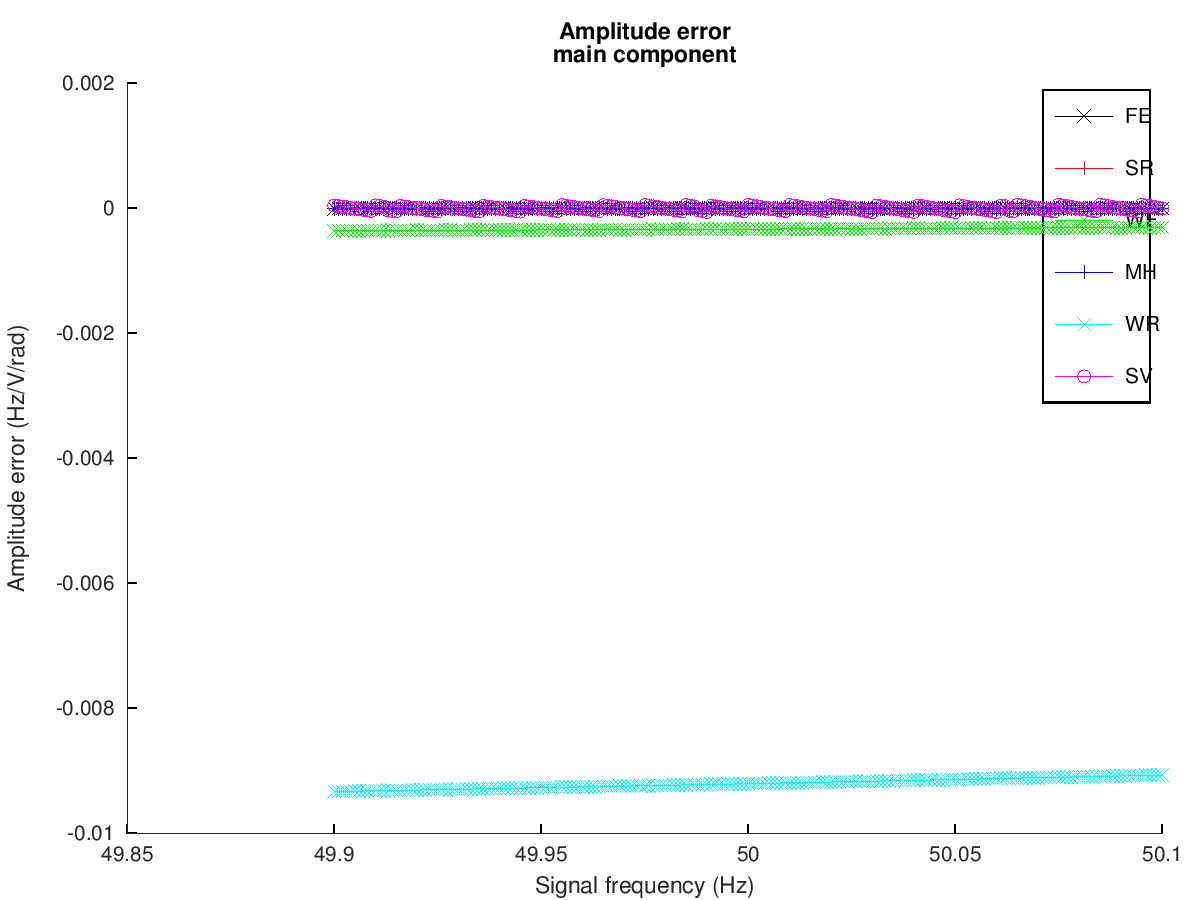 Amplitude error
main component
0.002
0
-0.002
-0.004
-0.006
-0.008
-0.01
49.85
49.9
49.95
50
50.05
50.1
Signal frequency (Hz)
Amplitude error (Hz/V/rad)
FE
SR
MH
WR
SV